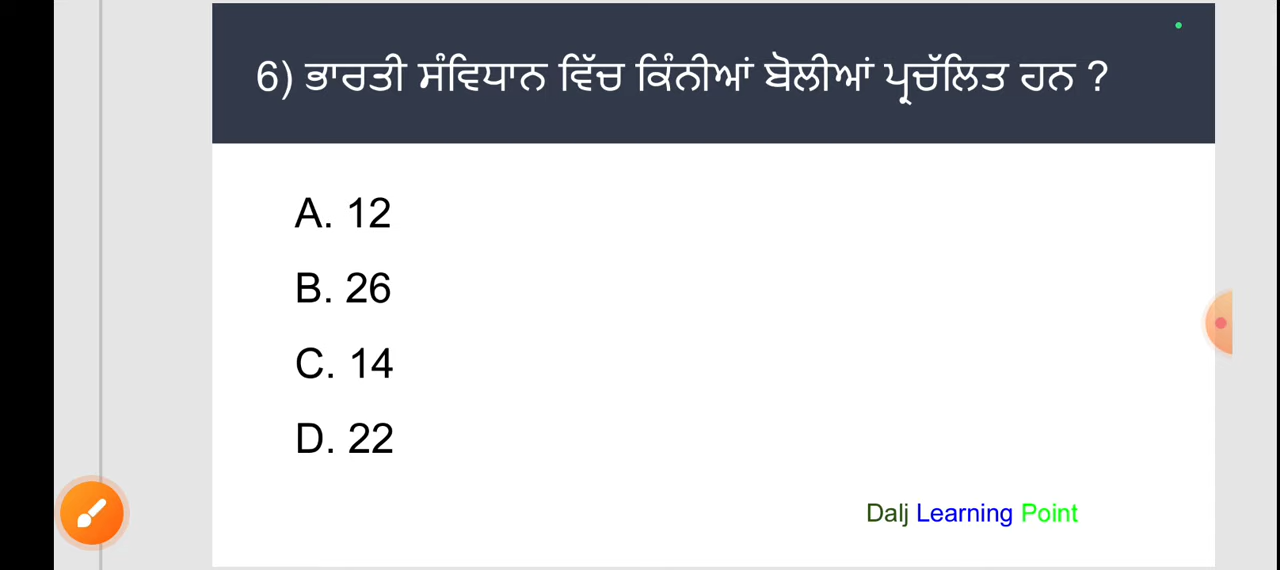 6) ਭਾਰਤੀ ਸੰਵਿਧਾਨ ਵਿੱਚ ਕਿੰਨੀਆਂ ਬੋਲੀਆਂ ਪ੍ਰਚੱਲਿਤ ਹਨ ?
A. 12
B. 26
C. 14
D. 22
Dalj Learning Point